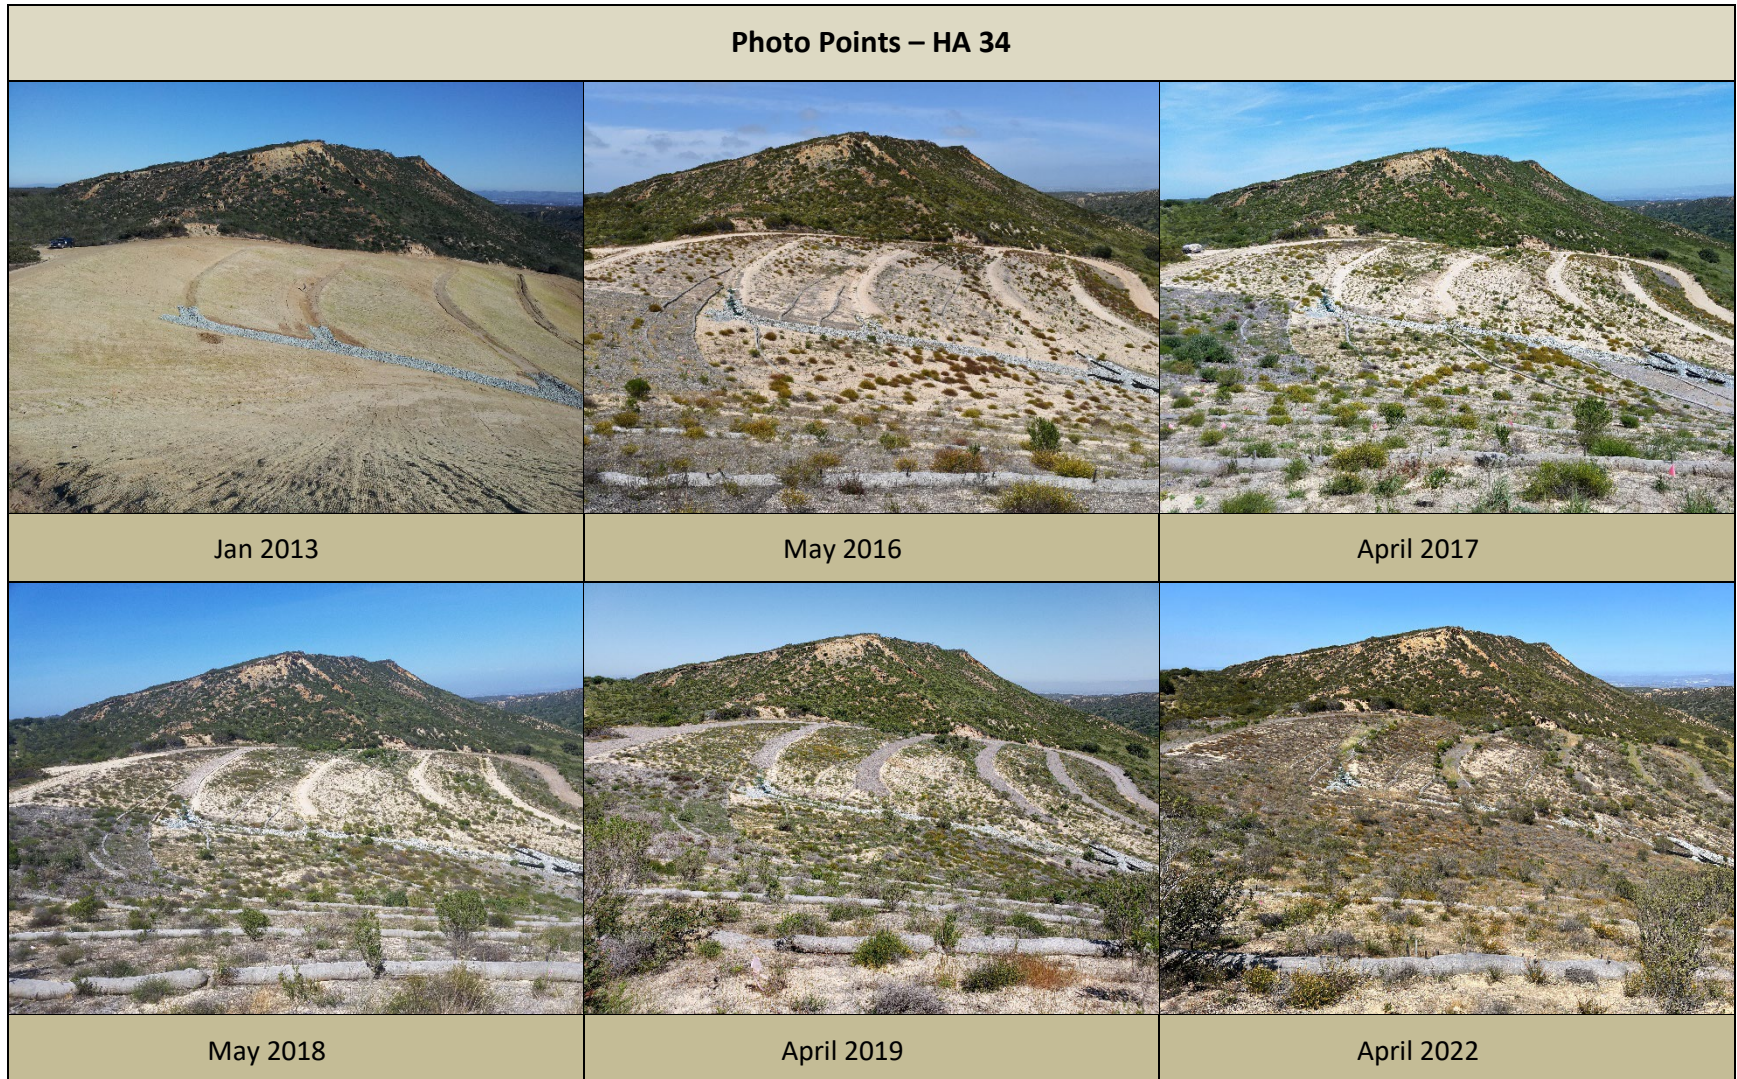 Photo Points – HA 34
Jan 2013
May 2016
April 2017
May 2018
April 2019
April 2022